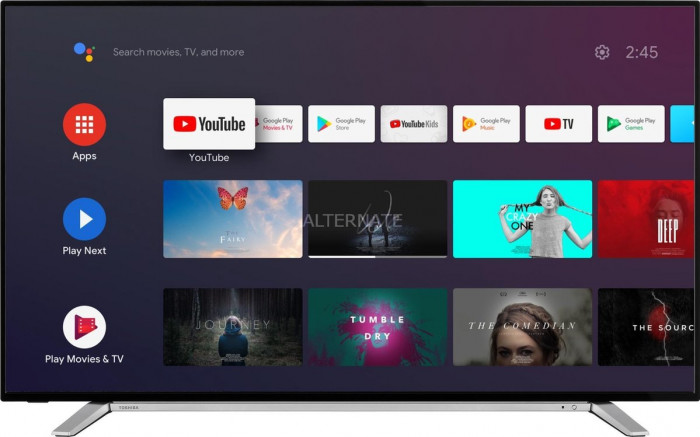 Search movies, TV, and more
2:45
YouTube
Google Play
Movies & TV
Google Play
Store
YouTube Kids
Google Play
Music
TV
Google Play
Games
Apps
YouTube
ALTERNATE
THE
FAIRY
MY
CRAZY
ONE
DEEP
Play Next
JOURNEY
TUMBLE
DRY
THE COMEDIAN
THE SOURC
Play Movies & TV
TOSHIBA